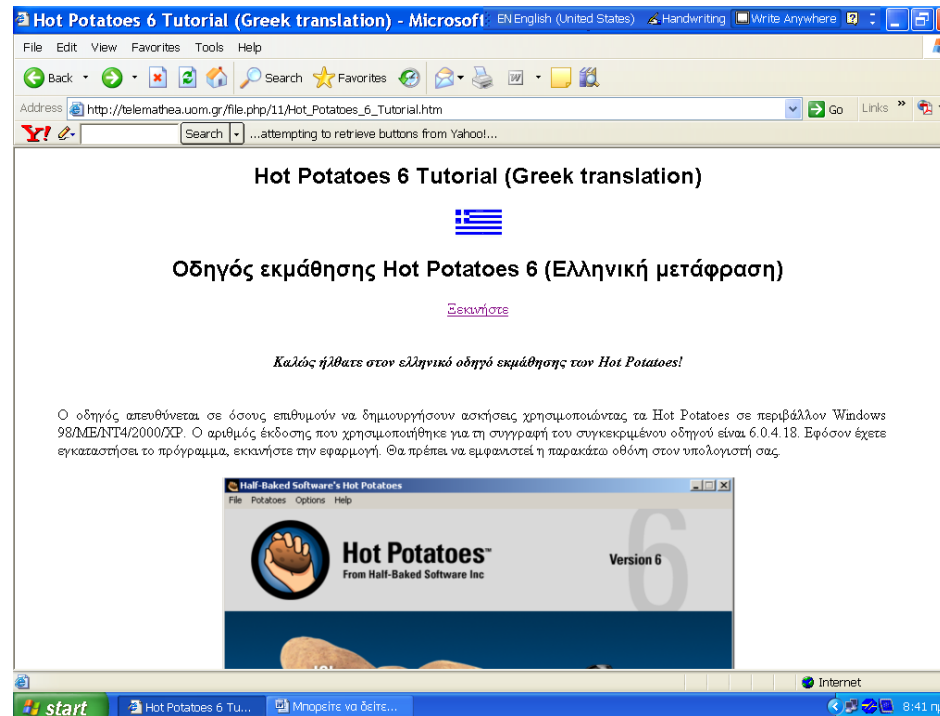 Hot Potatoes 6 Tutorial (Greek translation) - Microsoft
EN English (United States) Handwriting Write Anywhere
File Edit View Favorites Tools Help
Back Search Favorites
Address http://telemathea.uom.gr/file.php/11/Hot_Potatoes_6_Tutorial.htm Go Links »
Y! Search ...attempting to retrieve buttons from Yahoo!...
Hot Potatoes 6 Tutorial (Greek translation)
Οδηγός εκμάθησης Hot Potatoes 6 (Ελληνική μετάφραση)
Ξεκινήστε
Καλώς ήλθατε στον ελληνικό οδηγό εκμάθησης των Hot Potatoes!
Ο οδηγός απευθύνεται σε όσους επιθυμούν να δημιουργήσουν ασκήσεις χρησιμοποιώντας τα Hot Potatoes σε περιβάλλον Windows
98/ME/NT4/2000/XP. Ο αριθμός έκδοσης που χρησιμοποιήθηκε για τη συγγραφή του συγκεκριμένου οδηγού είναι 6.0.4.18. Εφόσον έχετε
εγκαταστήσει το πρόγραμμα, εκκινήστε την εφαρμογή. Θα πρέπει να εμφανιστεί η παρακάτω οθόνη στον υπολογιστή σας.
Half-Baked Software's Hot Potatoes
File Potatoes Options Help
6
Hot Potatoes™
From Half-Baked Software Inc
Version 6
Internet
start Hot Potatoes 6 Tu... Μπορείτε να δείτε... 8:41 πμ